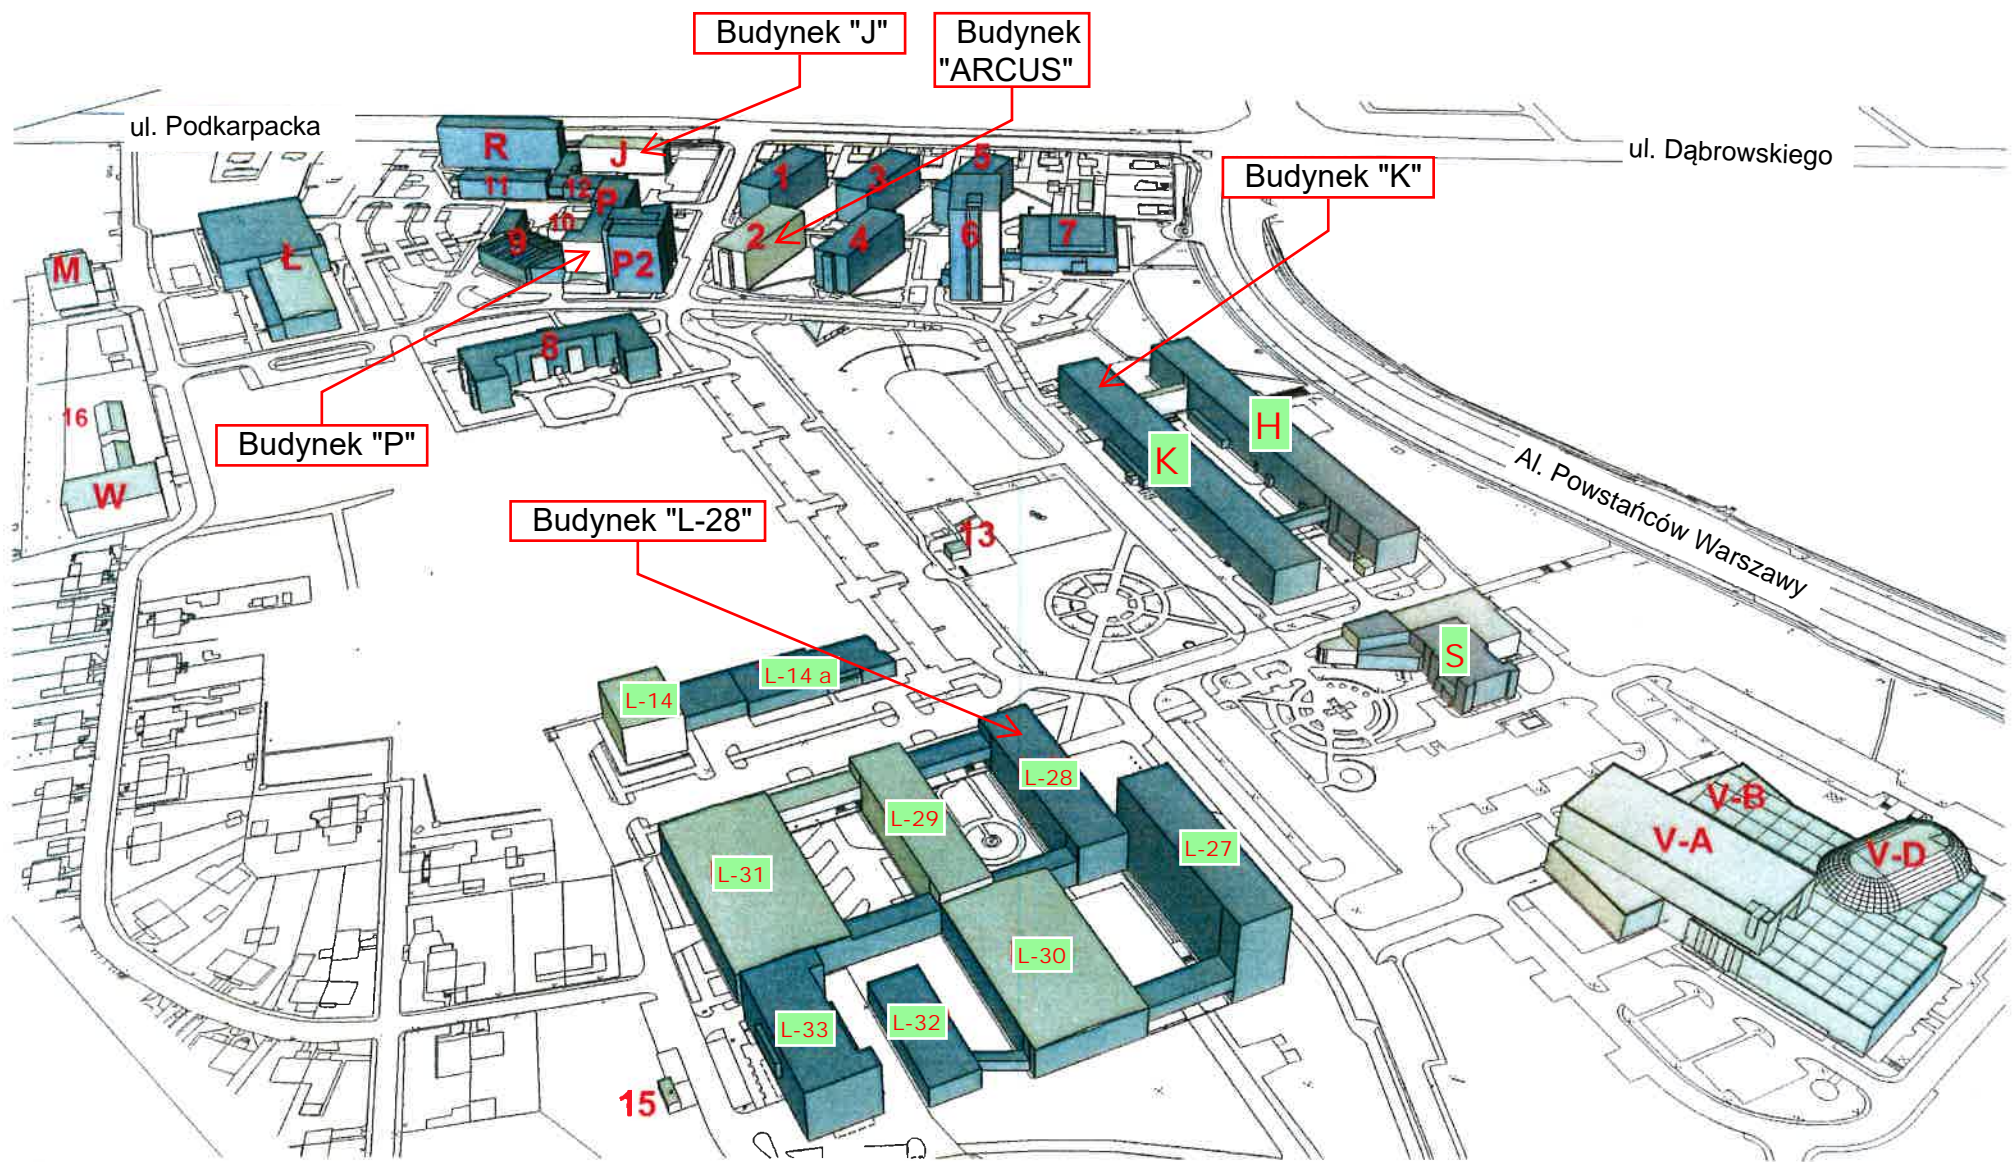 Budynek "J"
Budynek
"ARCUS"
ul. Podkarpacka
ul. Dąbrowskiego
R
J
5
1
3
Budynek "K"
11
12
P
10
9
2
4
6
7
M
Ł
P2
8
16
Budynek "P"
H
K
W
Al. Powstańców Warszawy
Budynek "L-28"
13
S
L-14 a
L-14
L-28
V-B
L-29
L-27
V-A
V-D
L-31
L-30
L-33
L-32
15